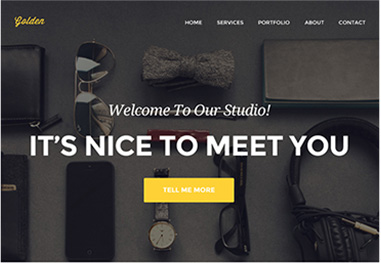 Golden
HOME SERVICES PORTFOLIO ABOUT CONTACT
Welcome To Our Studio!
IT'S NICE TO MEET YOU
TELL ME MORE